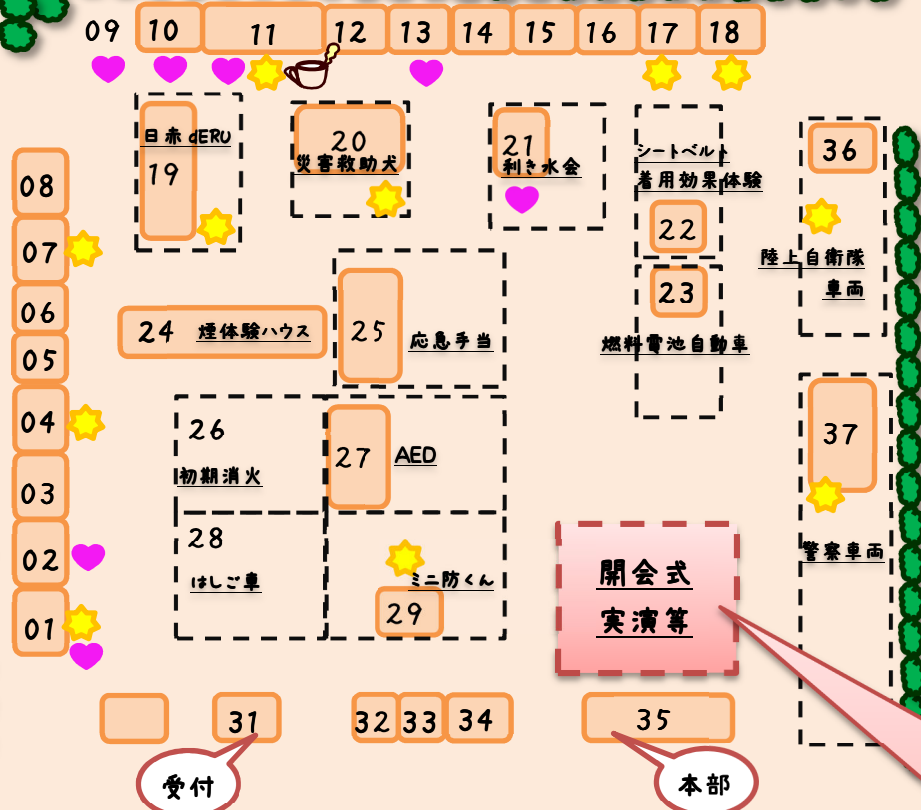 09 10 11 12 13 14 15 16 17 18
日赤 dERU
19
20
災害救助犬
21
利き水会
シートベルト
着用効果体験
22
23
燃料電池自動車
36
陸上自衛隊
車両
37
警察車両
08
07
06
05
04
03
02
01
24 煙体験ハウス
25 応急手当
26
初期消火
27 AED
28
はしご車
ミニ防くん
29
開会式
実演等
31
32 33 34
35
受付
本部